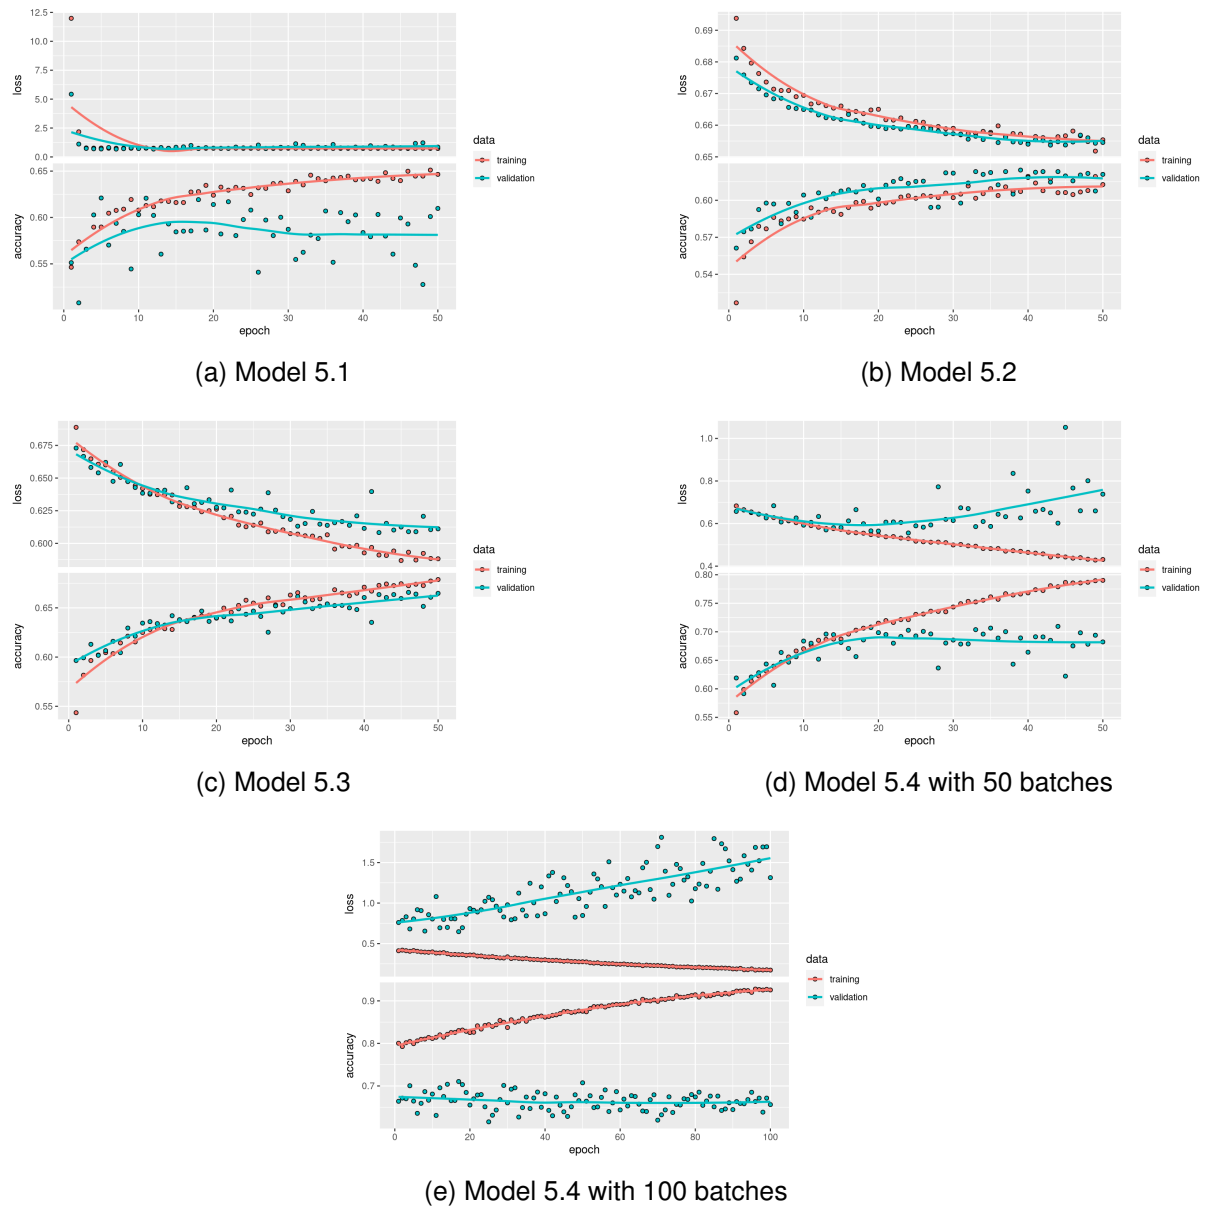 12.5
10.0
7.5
5.0
2.5
0.0
loss
0.65
0.60
0.55
accuracy
0 10 20 30 40 50
epoch
data
training
validation
(a) Model 5.1
0.69
0.68
0.67
0.66
0.65
loss
0.60
0.57
0.54
accuracy
0 10 20 30 40 50
epoch
data
training
validation
(b) Model 5.2
0.675
0.650
0.625
0.600
loss
0.65
0.60
0.55
accuracy
0 10 20 30 40 50
epoch
data
training
validation
(c) Model 5.3
1.0
0.8
0.6
0.4
loss
0.80
0.75
0.70
0.65
0.60
0.55
accuracy
0 10 20 30 40 50
epoch
data
training
validation
(d) Model 5.4 with 50 batches
1.5
1.0
0.5
loss
0.9
0.8
0.7
accuracy
0 20 40 60 80 100
epoch
data
training
validation
(e) Model 5.4 with 100 batches